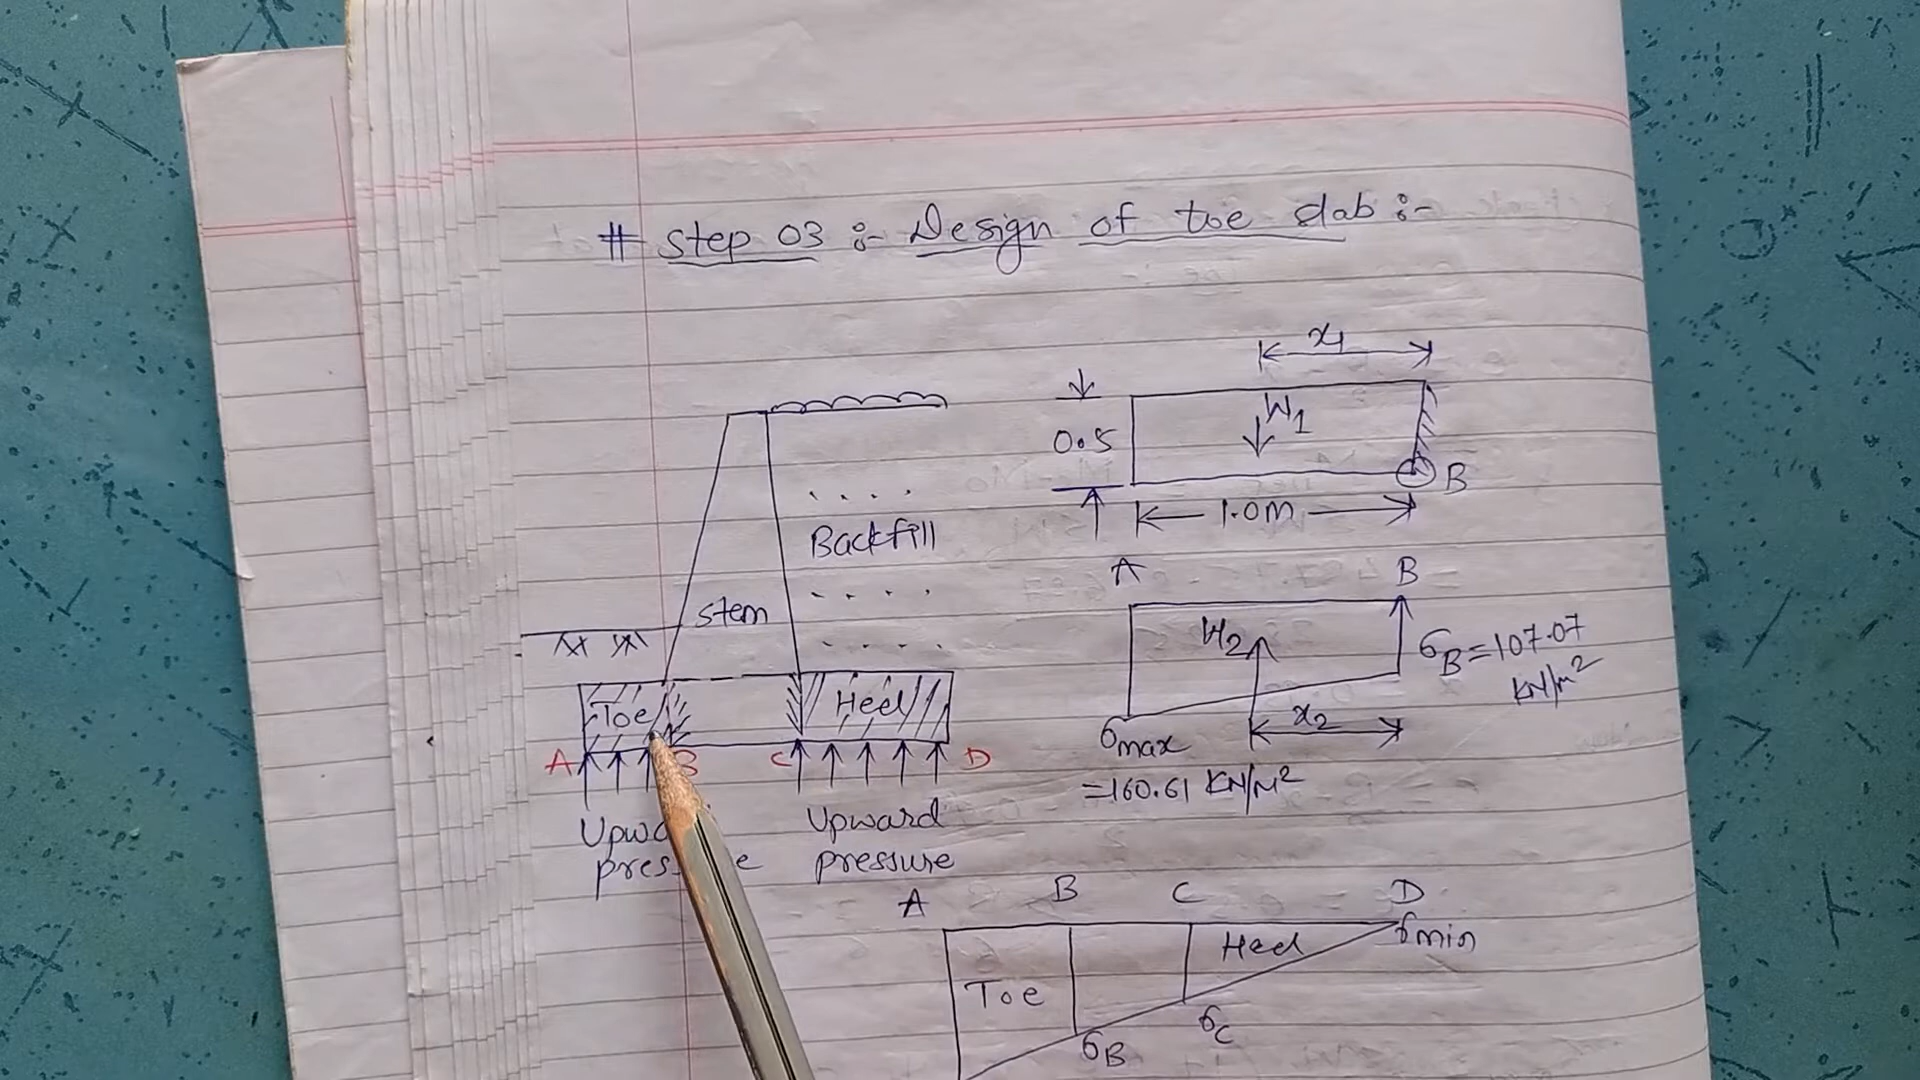 # Step 03 :- Design of toe slab :-
x1
W1
0.5
B
1.0m
Backfill
A B
stem
W2
σB = 107.07
KN/m²
Toe Heel
x2
A B C D
σmax
= 160.61 KN/M²
Upward
pressure
A B C D
σmin
Heel
Toe
σC
σB